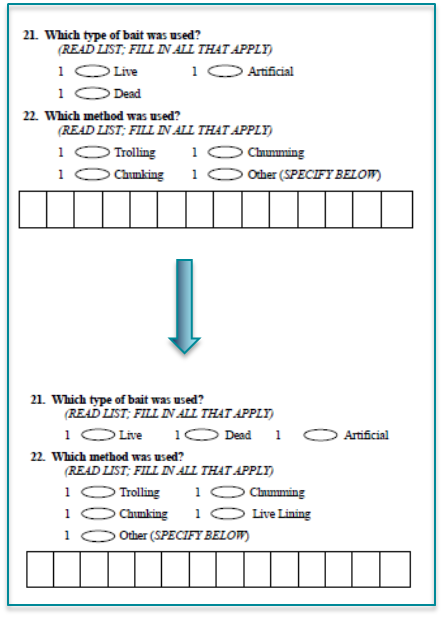 21. Which type of bait was used?
(READ LIST; FILL IN ALL THAT APPLY)
1 Live 1 Artificial
1 Dead
22. Which method was used?
(READ LIST; FILL IN ALL THAT APPLY)
1 Trolling 1 Chumming
1 Chunking 1 Other (SPECIFY BELOW)
21. Which type of bait was used?
(READ LIST; FILL IN ALL THAT APPLY)
1 Live 1 Dead 1 Artificial
22. Which method was used?
(READ LIST; FILL IN ALL THAT APPLY)
1 Trolling 1 Chumming
1 Chunking 1 Live Lining
1 Other (SPECIFY BELOW)